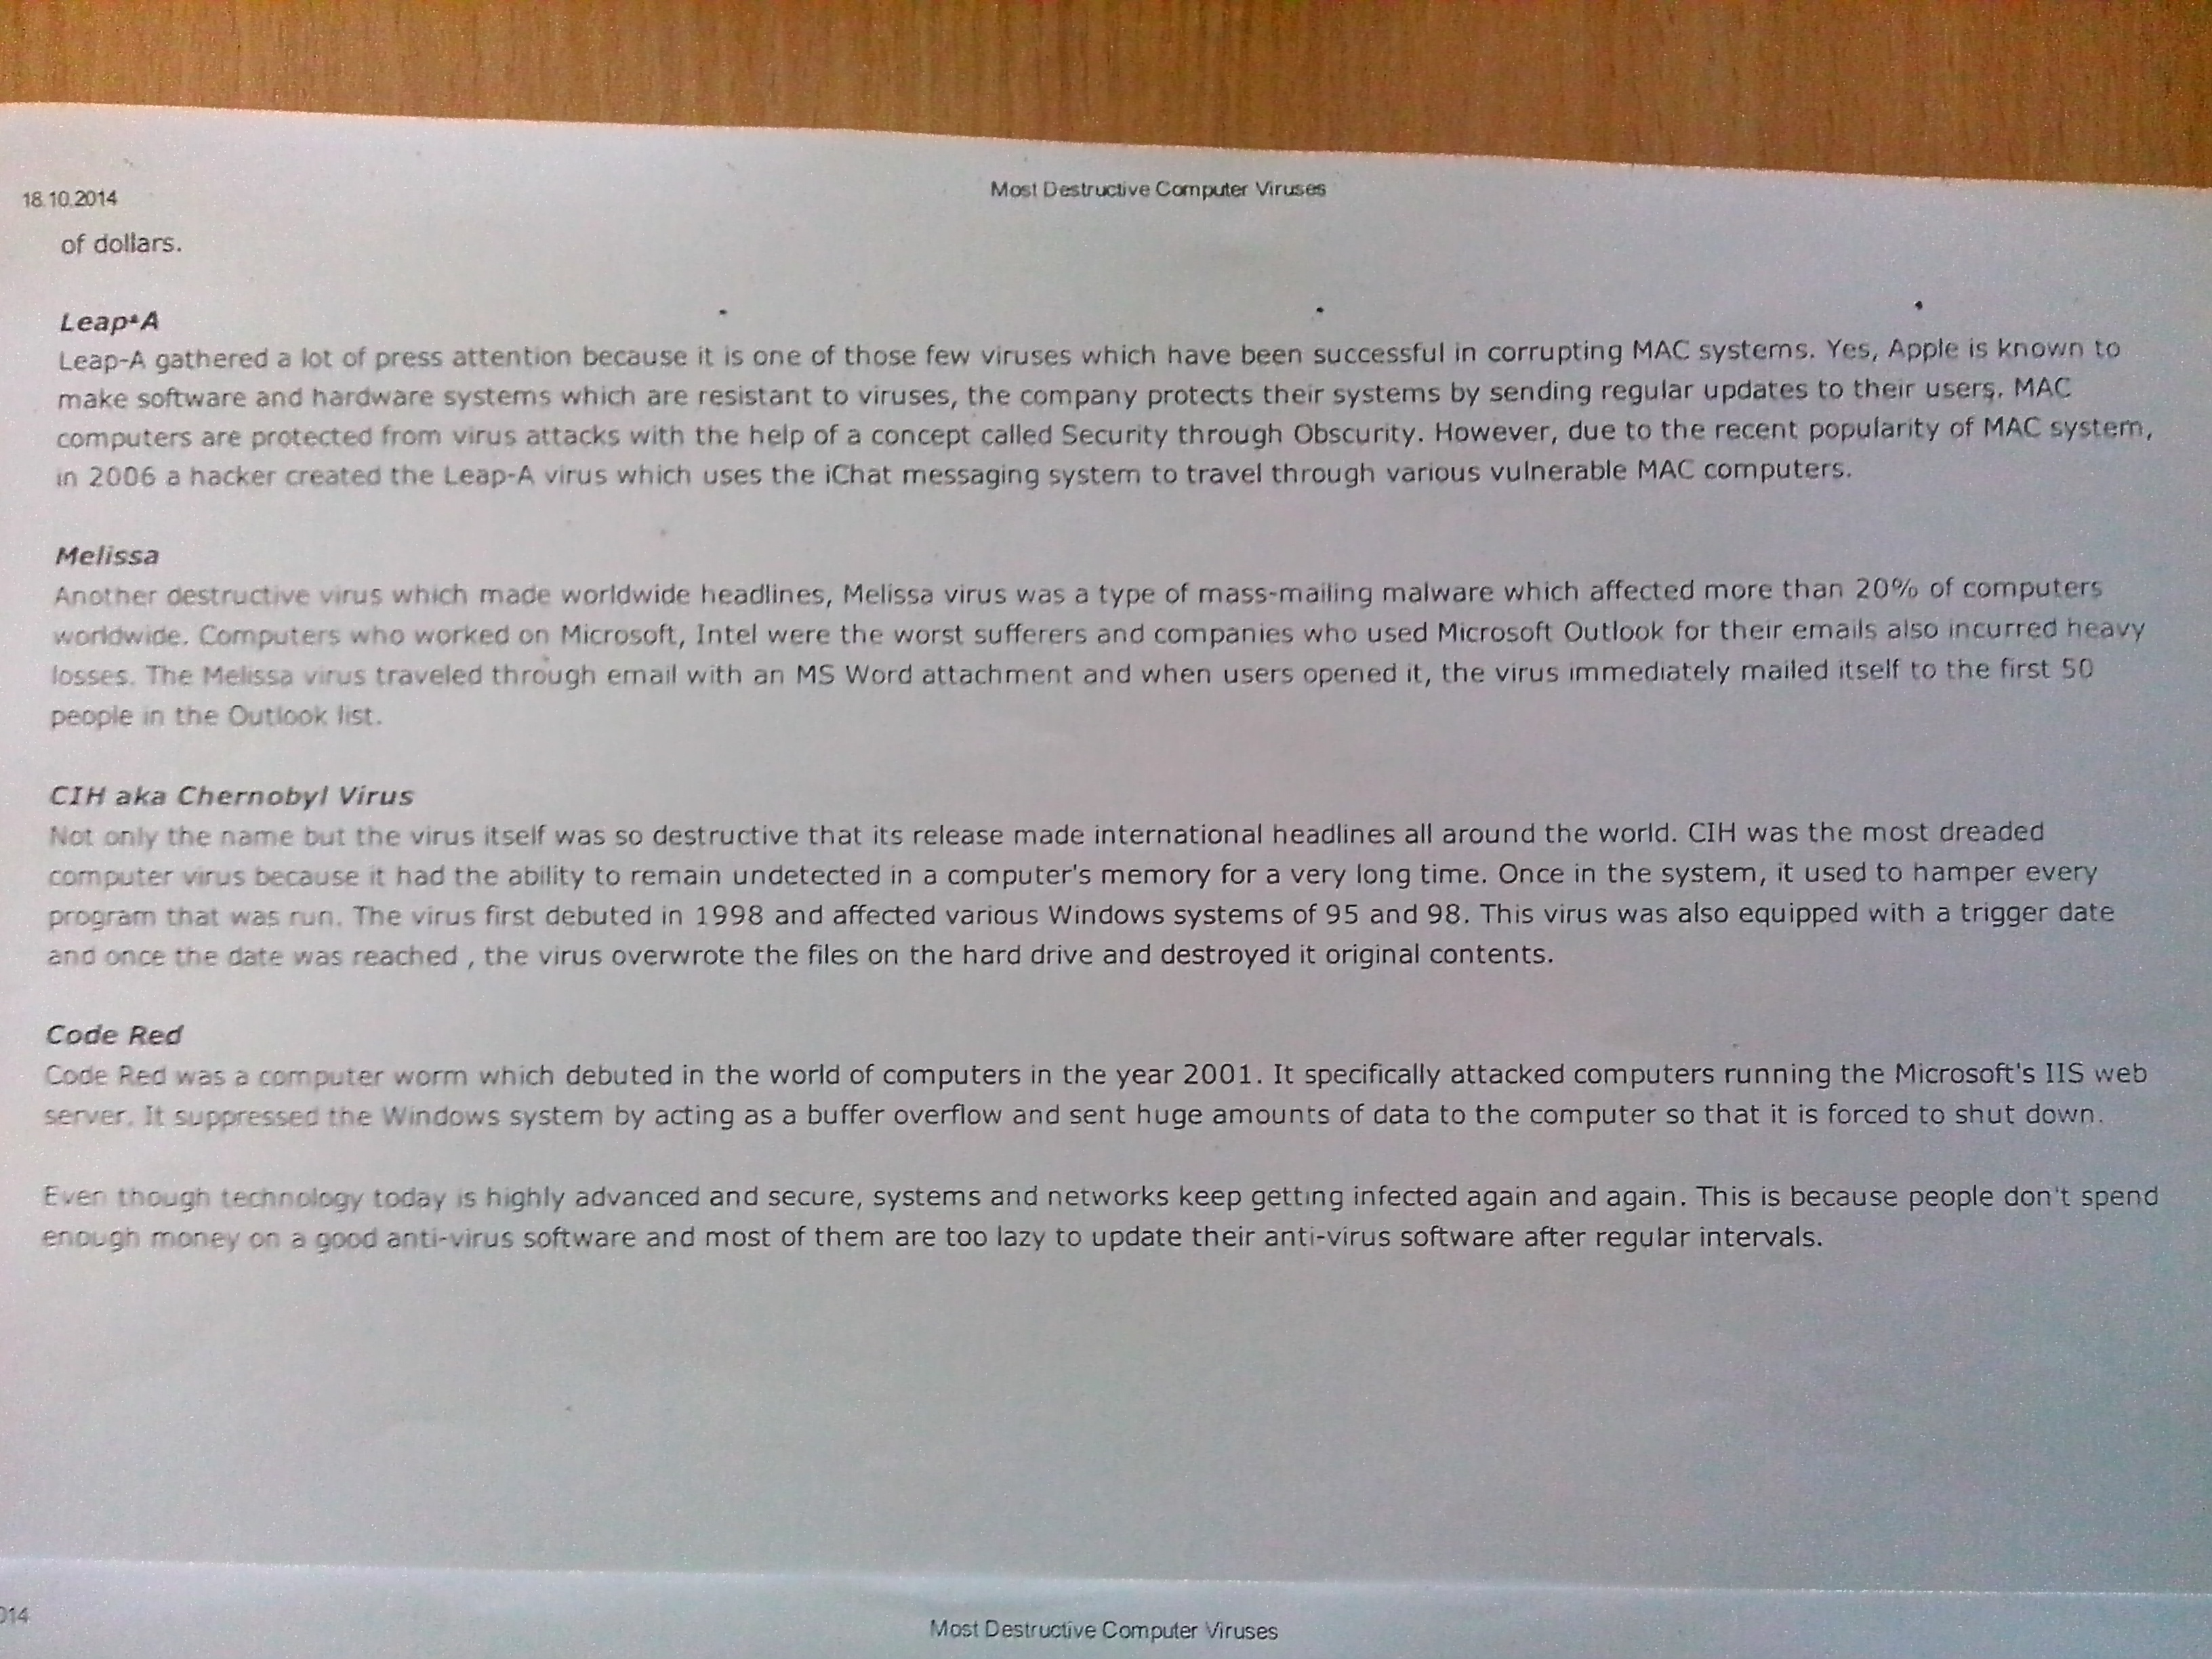 18.10.2014
Most Destructive Computer Viruses
of dollars.
Leap-A
Leap-A gathered a lot of press attention because it is one of those few viruses which have been successful in corrupting MAC systems. Yes, Apple is known to
make software and hardware systems which are resistant to viruses, the company protects their systems by sending regular updates to their users. MAC
computers are protected from virus attacks with the help of a concept called Security through Obscurity. However, due to the recent popularity of MAC system,
in 2006 a hacker created the Leap-A virus which uses the iChat messaging system to travel through various vulnerable MAC computers.
Melissa
Another destructive virus which made worldwide headlines, Melissa virus was a type of mass-mailing malware which affected more than 20% of computers
worldwide. Computers who worked on Microsoft, Intel were the worst sufferers and companies who used Microsoft Outlook for their emails also incurred heavy
losses. The Melissa virus traveled through email with an MS Word attachment and when users opened it, the virus immediately mailed itself to the first 50
people in the Outlook list.
CIH aka Chernobyl Virus
Not only the name but the virus itself was so destructive that its release made international headlines all around the world. CIH was the most dreaded
computer virus because it had the ability to remain undetected in a computer's memory for a very long time. Once in the system, it used to hamper every
program that was run. The virus first debuted in 1998 and affected various Windows systems of 95 and 98. This virus was also equipped with a trigger date
and once the date was reached , the virus overwrote the files on the hard drive and destroyed it original contents.
Code Red
Code Red was a computer worm which debuted in the world of computers in the year 2001. It specifically attacked computers running the Microsoft's IIS web
server. It suppressed the Windows system by acting as a buffer overflow and sent huge amounts of data to the computer so that it is forced to shut down.
Even though technology today is highly advanced and secure, systems and networks keep getting infected again and again. This is because people don't spend
enough money on a good anti-virus software and most of them are too lazy to update their anti-virus software after regular intervals.
014
Most Destructive Computer Viruses